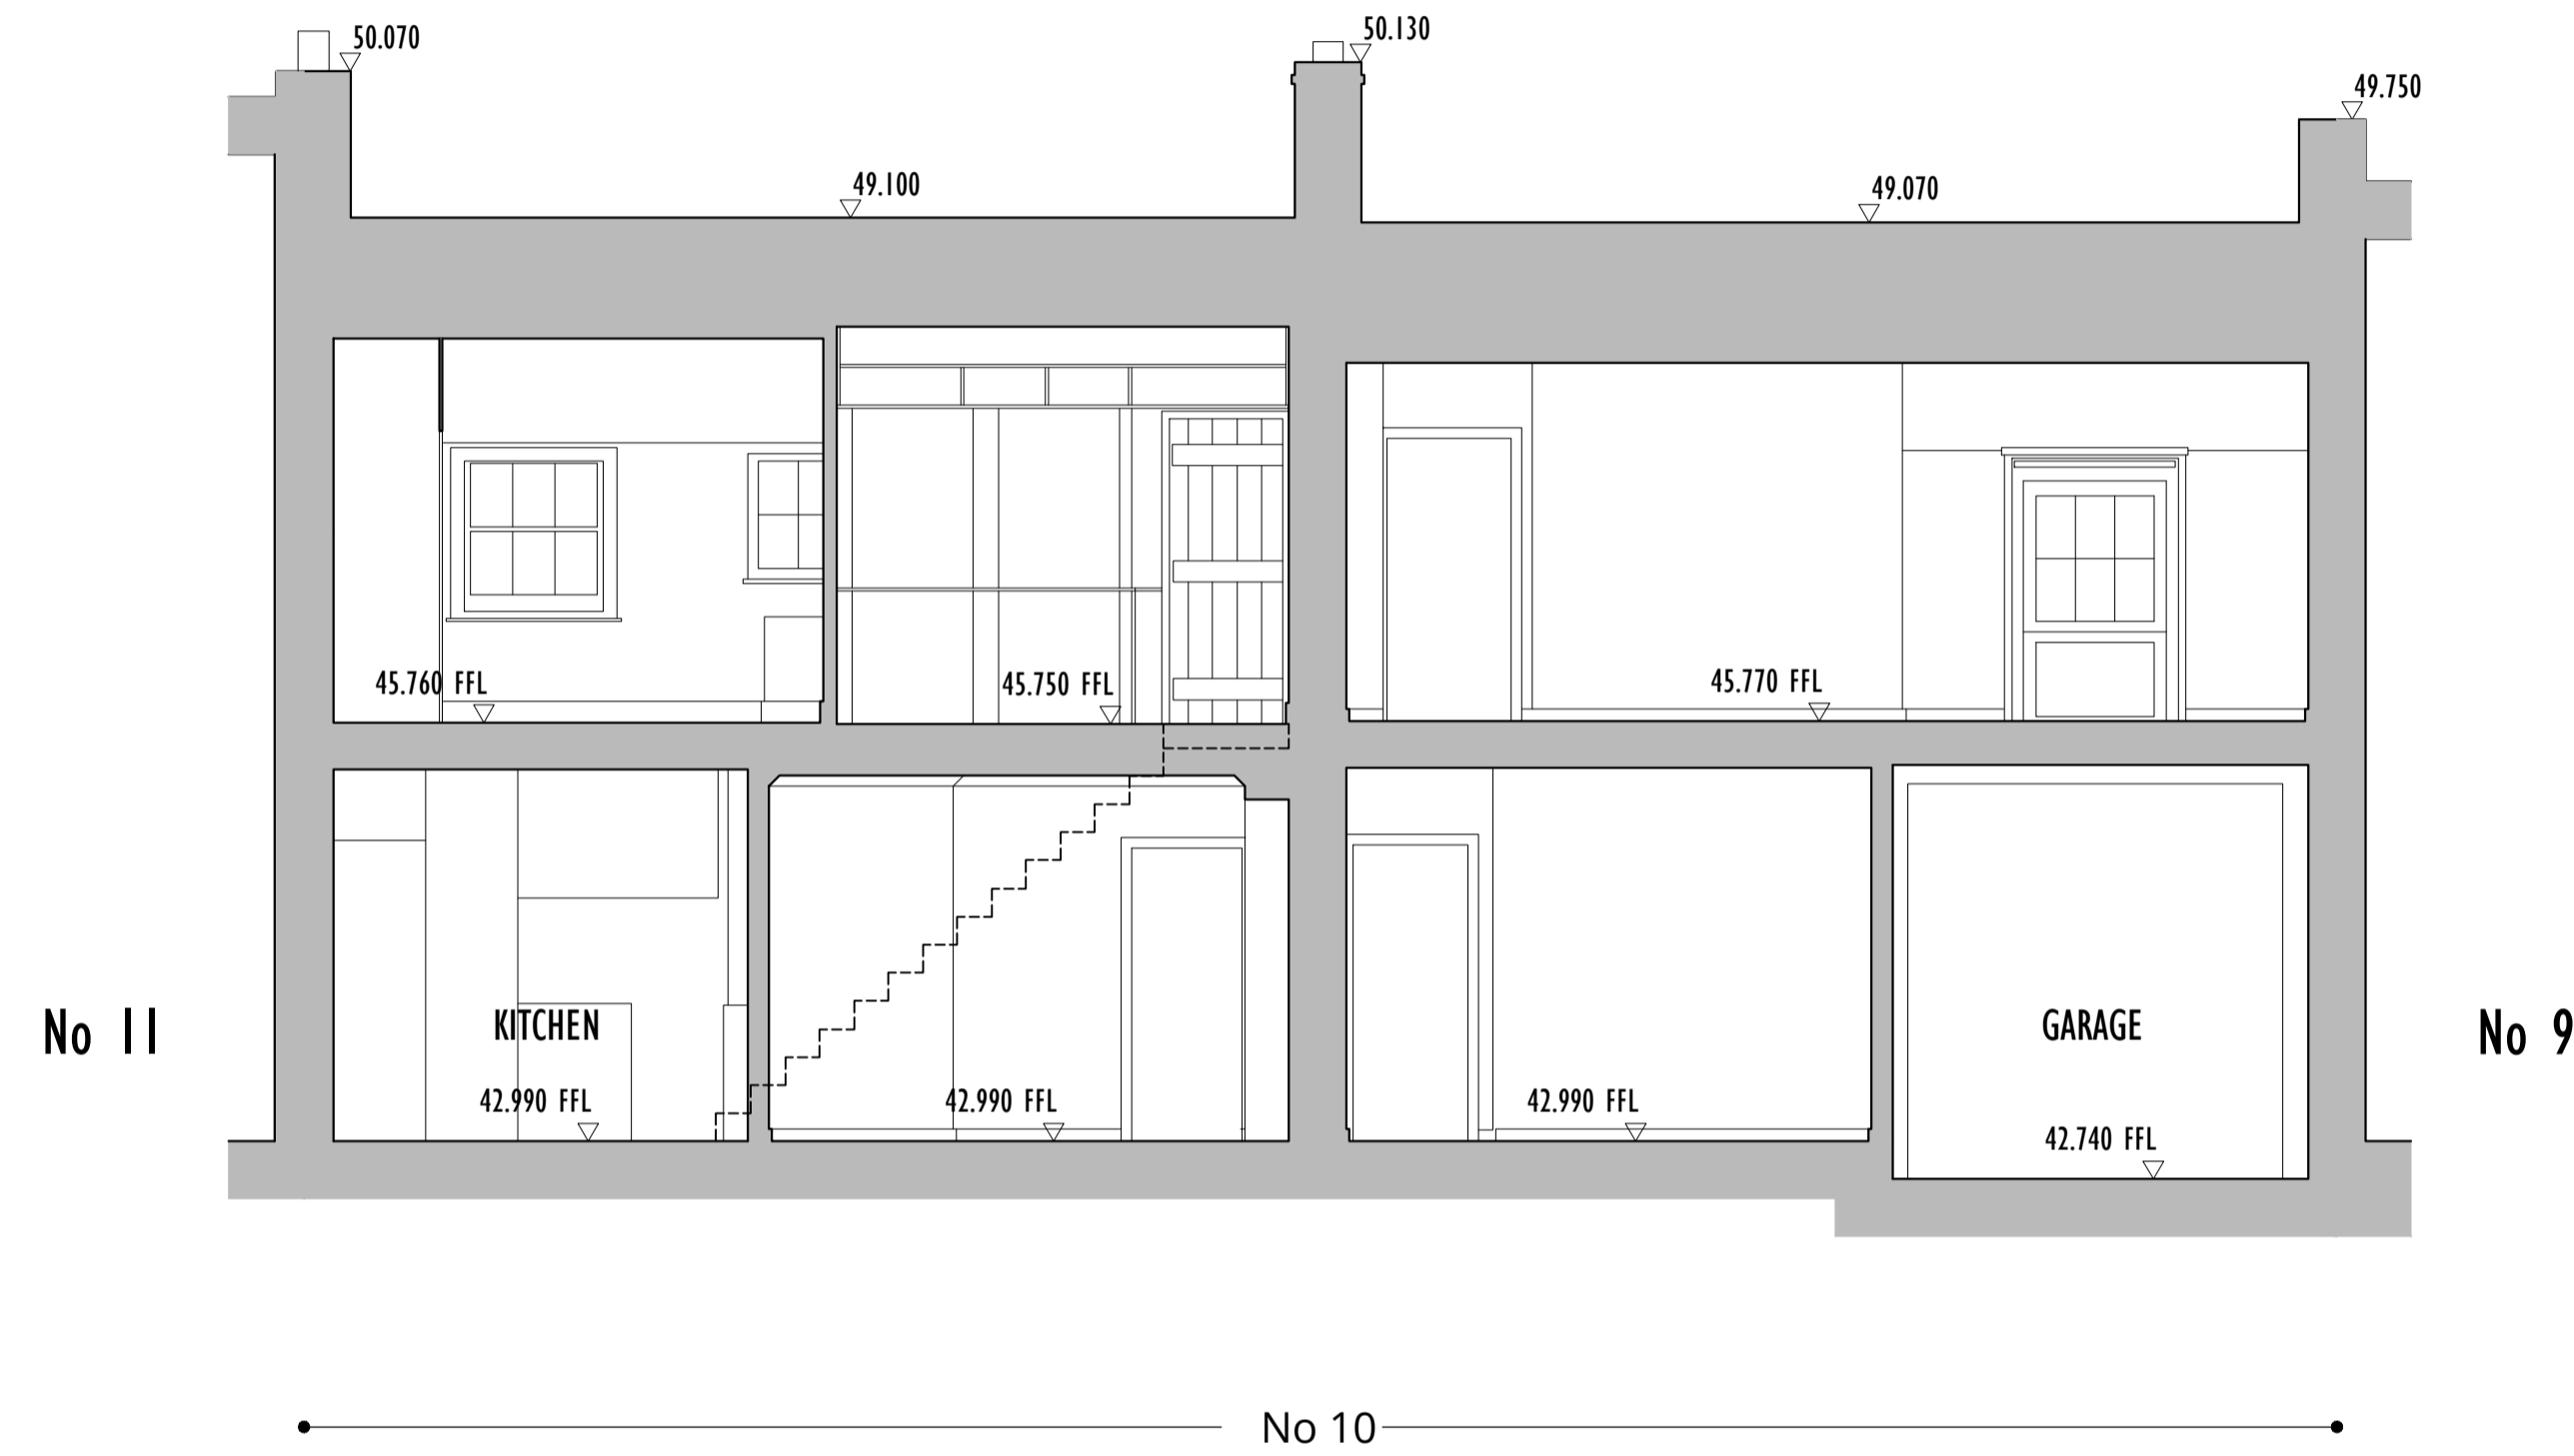 50.070
50.130
49.750
49.100
49.070
45.760 FFL
45.750 FFL
45.770 FFL
No 11
KITCHEN
GARAGE
No 9
42.990 FFL
42.990 FFL
42.990 FFL
42.740 FFL
No 10